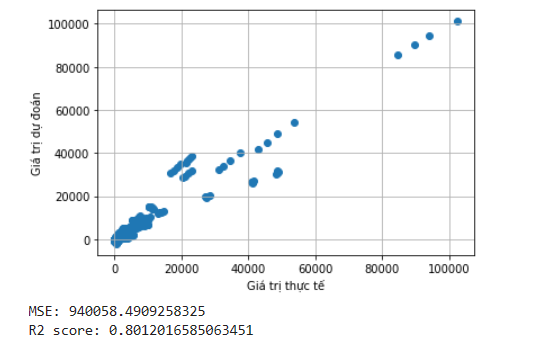 100000
80000
60000
40000
20000
0
Giá trị dự đoán
0 20000 40000 60000 80000 100000
Giá trị thực tế
MSE: 940058.4909258325
R2 score: 0.8012016585063451